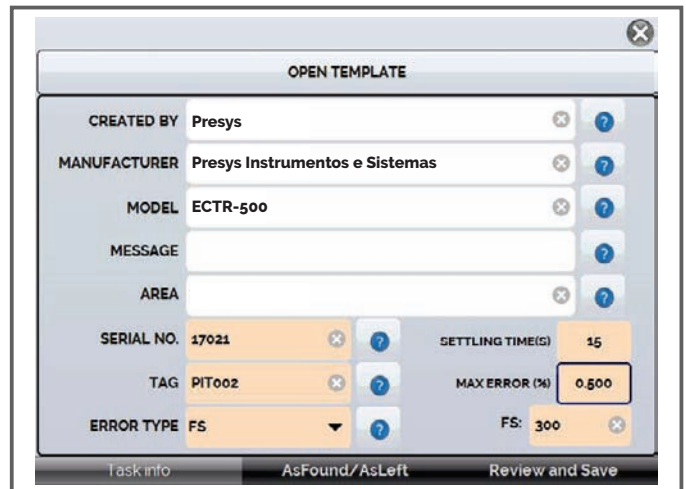 OPEN TEMPLATE
CREATED BY Presys
MANUFACTURER Presys Instrumentos e Sistemas
MODEL ECTR-500
MESSAGE
AREA
SERIAL NO. 17021 SETTLING TIME(S) 15
TAG PIT002 MAX ERROR (%) 0.500
ERROR TYPE FS FS: 300
Task info AsFound/AsLeft Review and Save